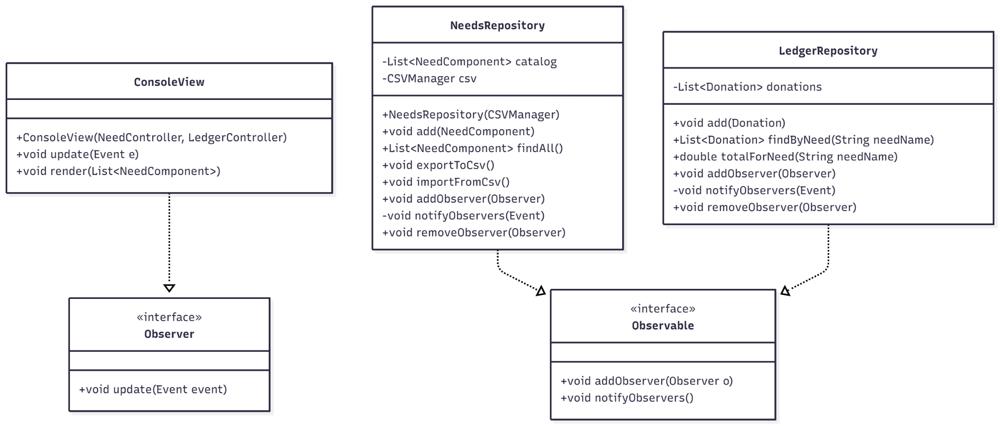 ConsoleView
+ConsoleView(NeedController, LedgerController)
+void update(Event e)
+void render(List<NeedComponent>)
NeedsRepository
-List<NeedComponent> catalog
-CSVManager csv
+NeedsRepository(CSVManager)
+void add(NeedComponent)
+List<NeedComponent> findAll()
+void exportToCsv()
+void importFromCsv()
+void addObserver(Observer)
-void notifyObservers(Event)
+void removeObserver(Observer)
LedgerRepository
-List<Donation> donations
+void add(Donation)
+List<Donation> findByNeed(String needName)
+double totalForNeed(String needName)
+void addObserver(Observer)
-void notifyObservers(Event)
+void removeObserver(Observer)
«interface»
Observer
+void update(Event event)
«interface»
Observable
+void addObserver(Observer o)
+void notifyObservers()